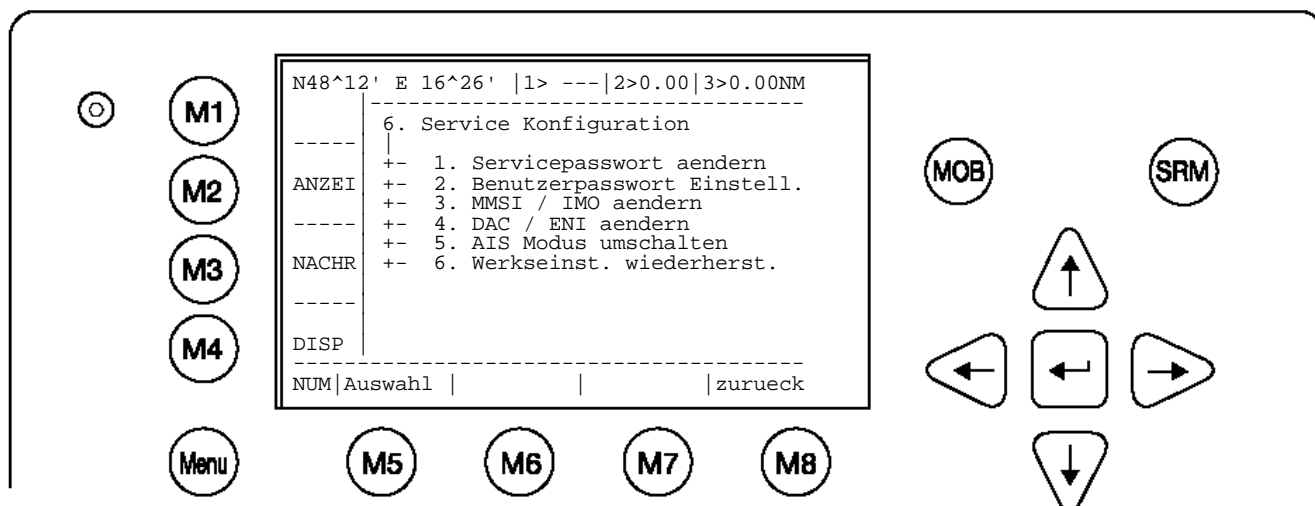 N48^12' E 16^26' |1> ---|2>0.00|3>0.00NM
M1
6. Service Konfiguration
+- 1. Servicepasswort aendern
M2
ANZEI +- 2. Benutzerpasswort Einstell.
+- 3. MMSI / IMO aendern
+- 4. DAC / ENI aendern
+- 5. AIS Modus umschalten
M3
NACHR +- 6. Werkseinst. wiederherst.
M4
DISP
NUM|Auswahl | | |zurueck
MOB
SRM
Menu
M5
M6
M7
M8